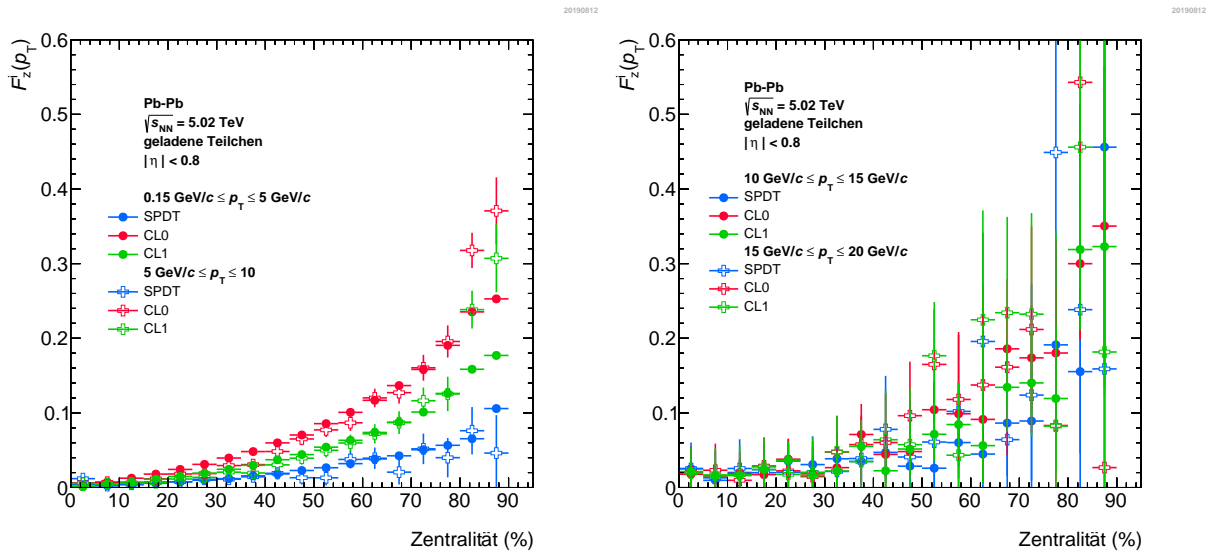 20190812
F_z^i(p_T)
0.6
0.5
0.4
0.3
0.2
0.1
0
Pb-Pb
√s_NN = 5.02 TeV
geladene Teilchen
| η | < 0.8
0.15 GeV/c ≤ p_T ≤ 5 GeV/c
SPDT
CL0
CL1
5 GeV/c ≤ p_T ≤ 10
SPDT
CL0
CL1
0 10 20 30 40 50 60 70 80 90
Zentralität (%)
20190812
F_z^i(p_T)
0.6
0.5
0.4
0.3
0.2
0.1
0
Pb-Pb
√s_NN = 5.02 TeV
geladene Teilchen
| η | < 0.8
10 GeV/c ≤ p_T ≤ 15 GeV/c
SPDT
CL0
CL1
15 GeV/c ≤ p_T ≤ 20 GeV/c
SPDT
CL0
CL1
0 10 20 30 40 50 60 70 80 90
Zentralität (%)